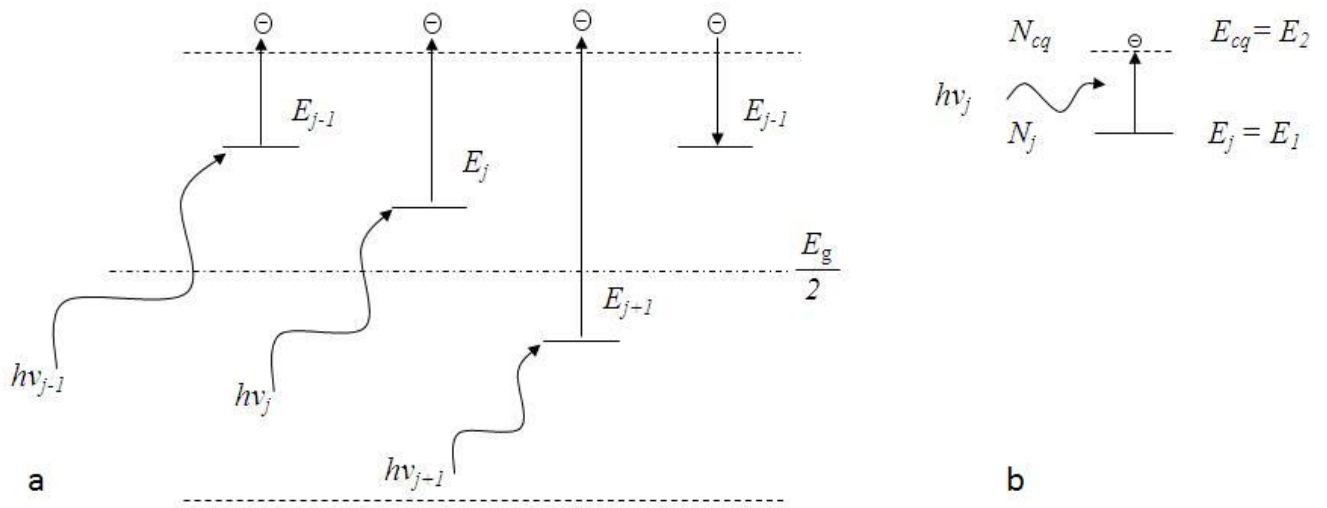 E_{j-1}
E_j
E_{j-1}
E_g
2
E_{j+1}
hν_{j-1}
hν_j
hν_{j+1}
a
N_{cq} E_{cq} = E_2
hν_j
N_j E_j = E_1
b